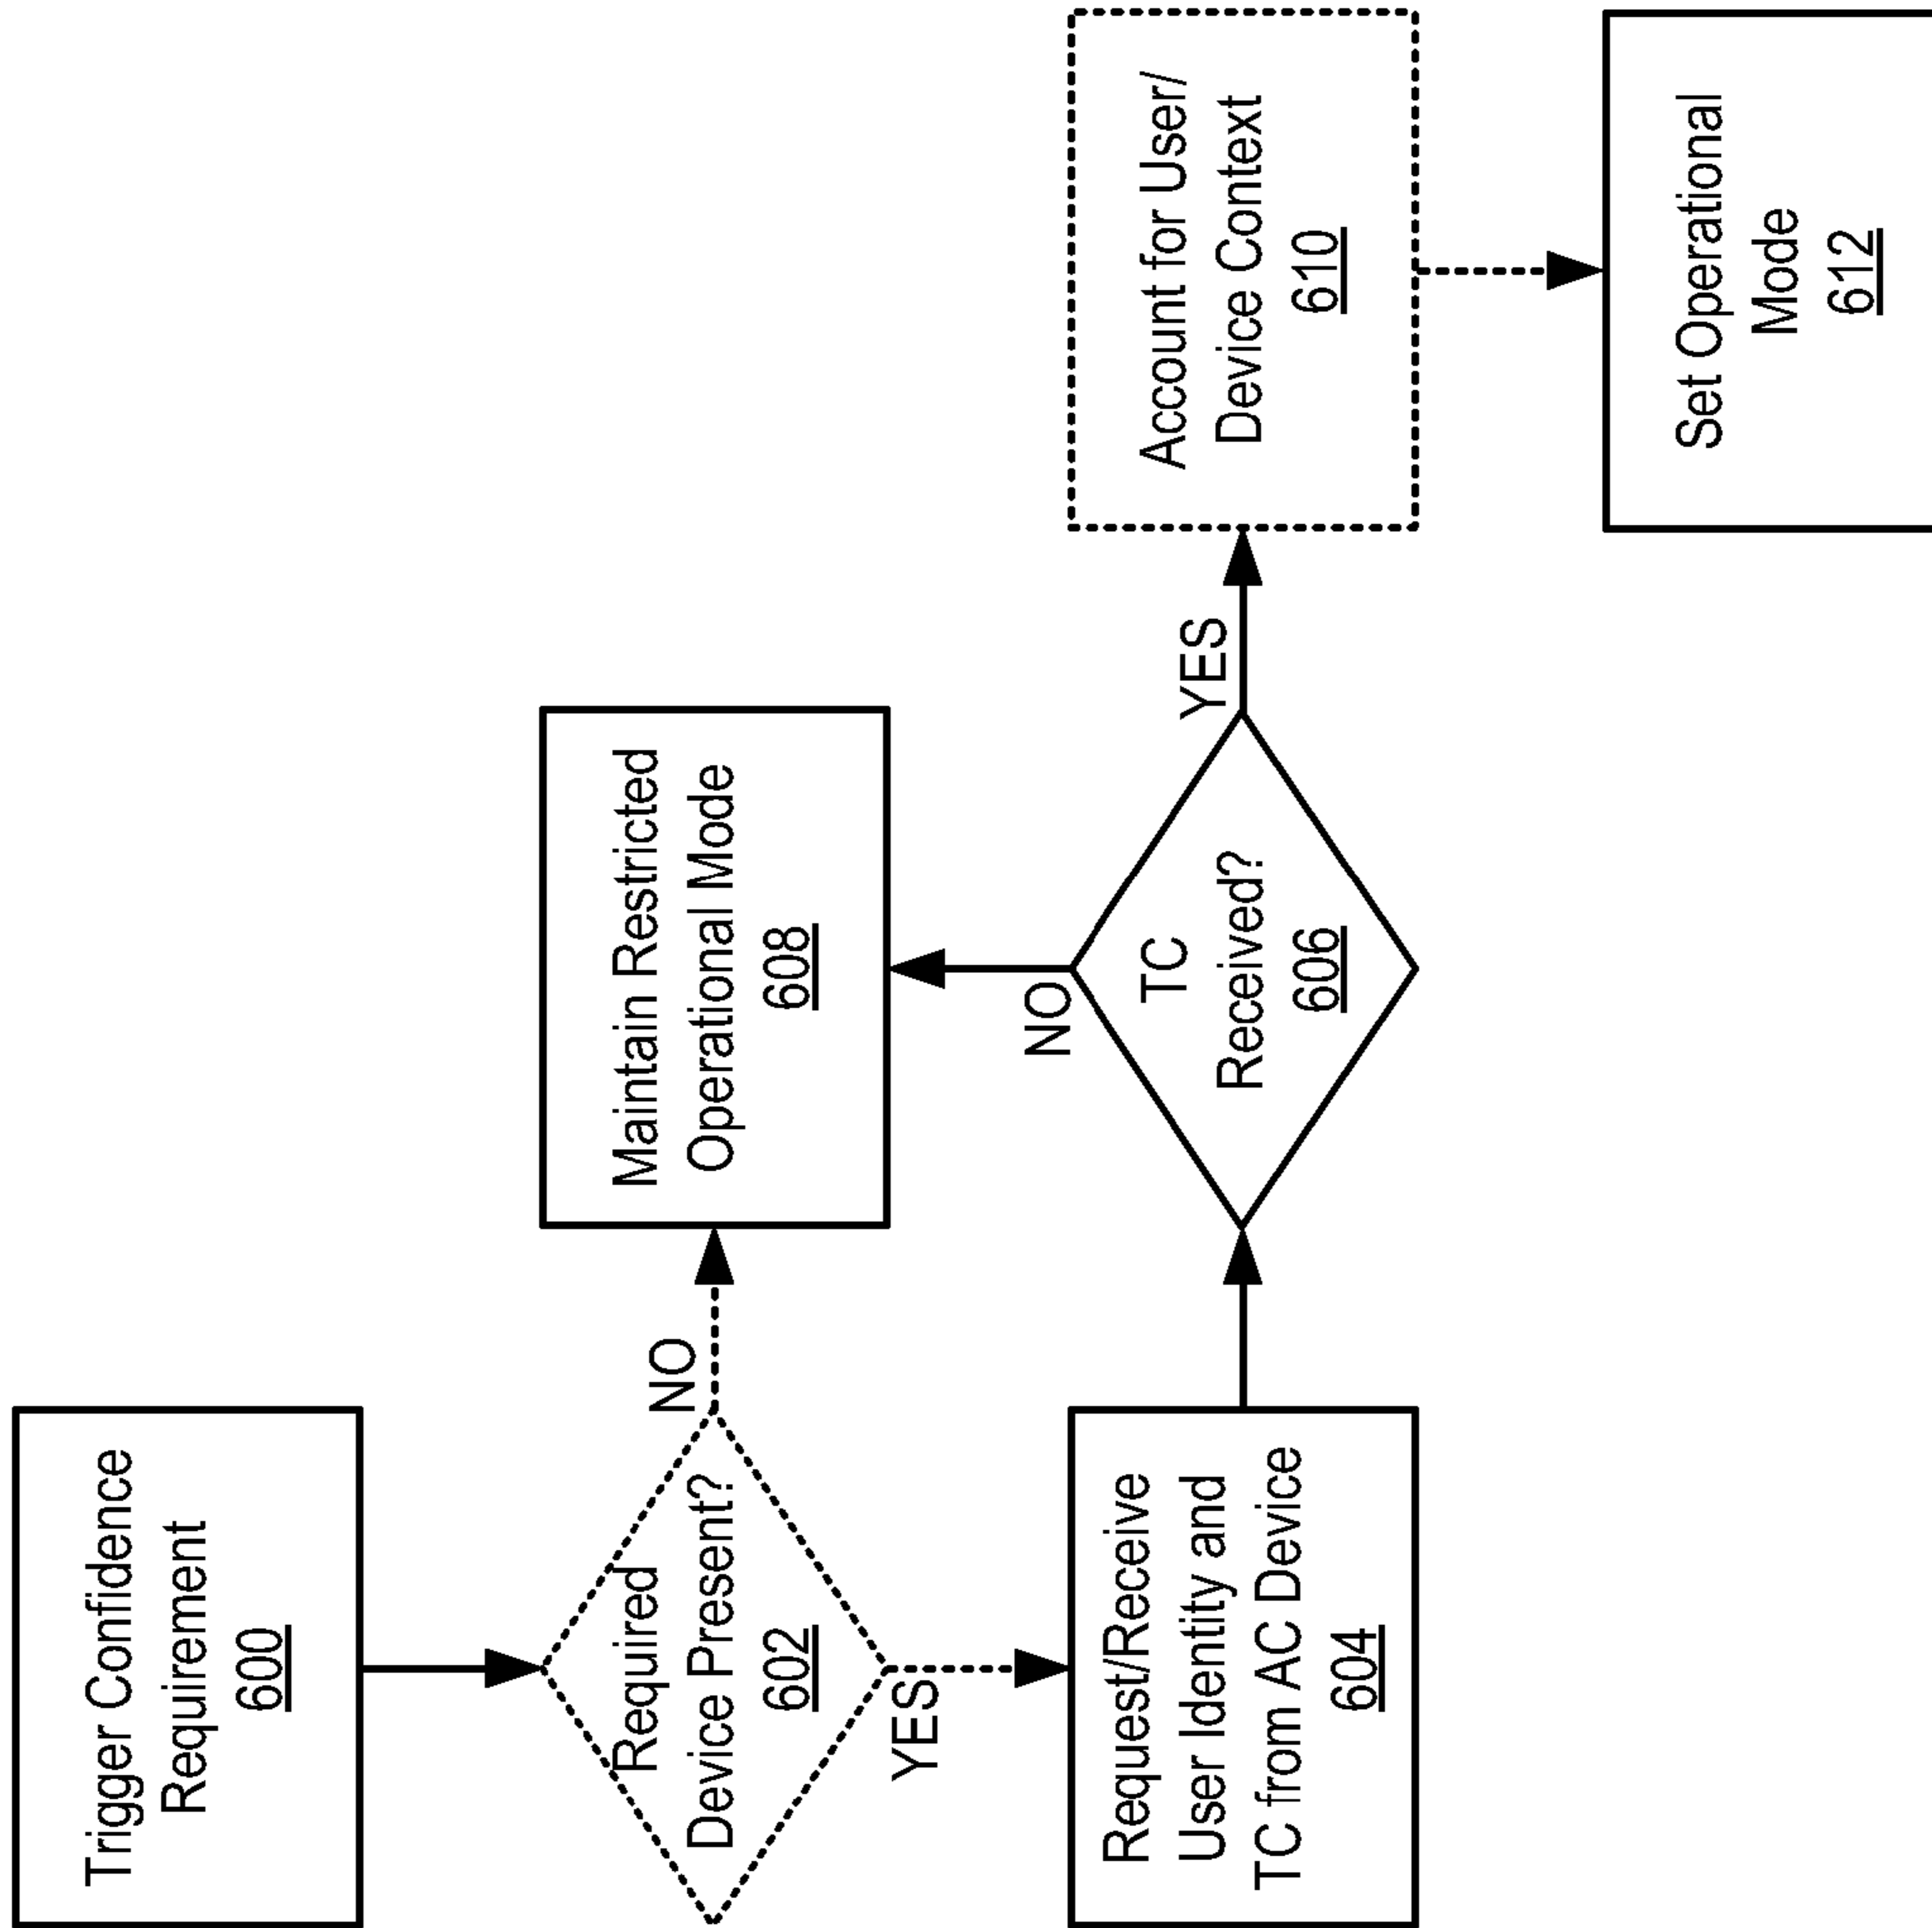 Trigger Confidence
Requirement
600
Required
Device Present?
602
NO
YES
Request/Receive
User Identity and
TC from AC Device
604
Maintain Restricted
Operational Mode
608
NO
TC
Received?
606
YES
Account for User/
Device Context
610
Set Operational
Mode
612